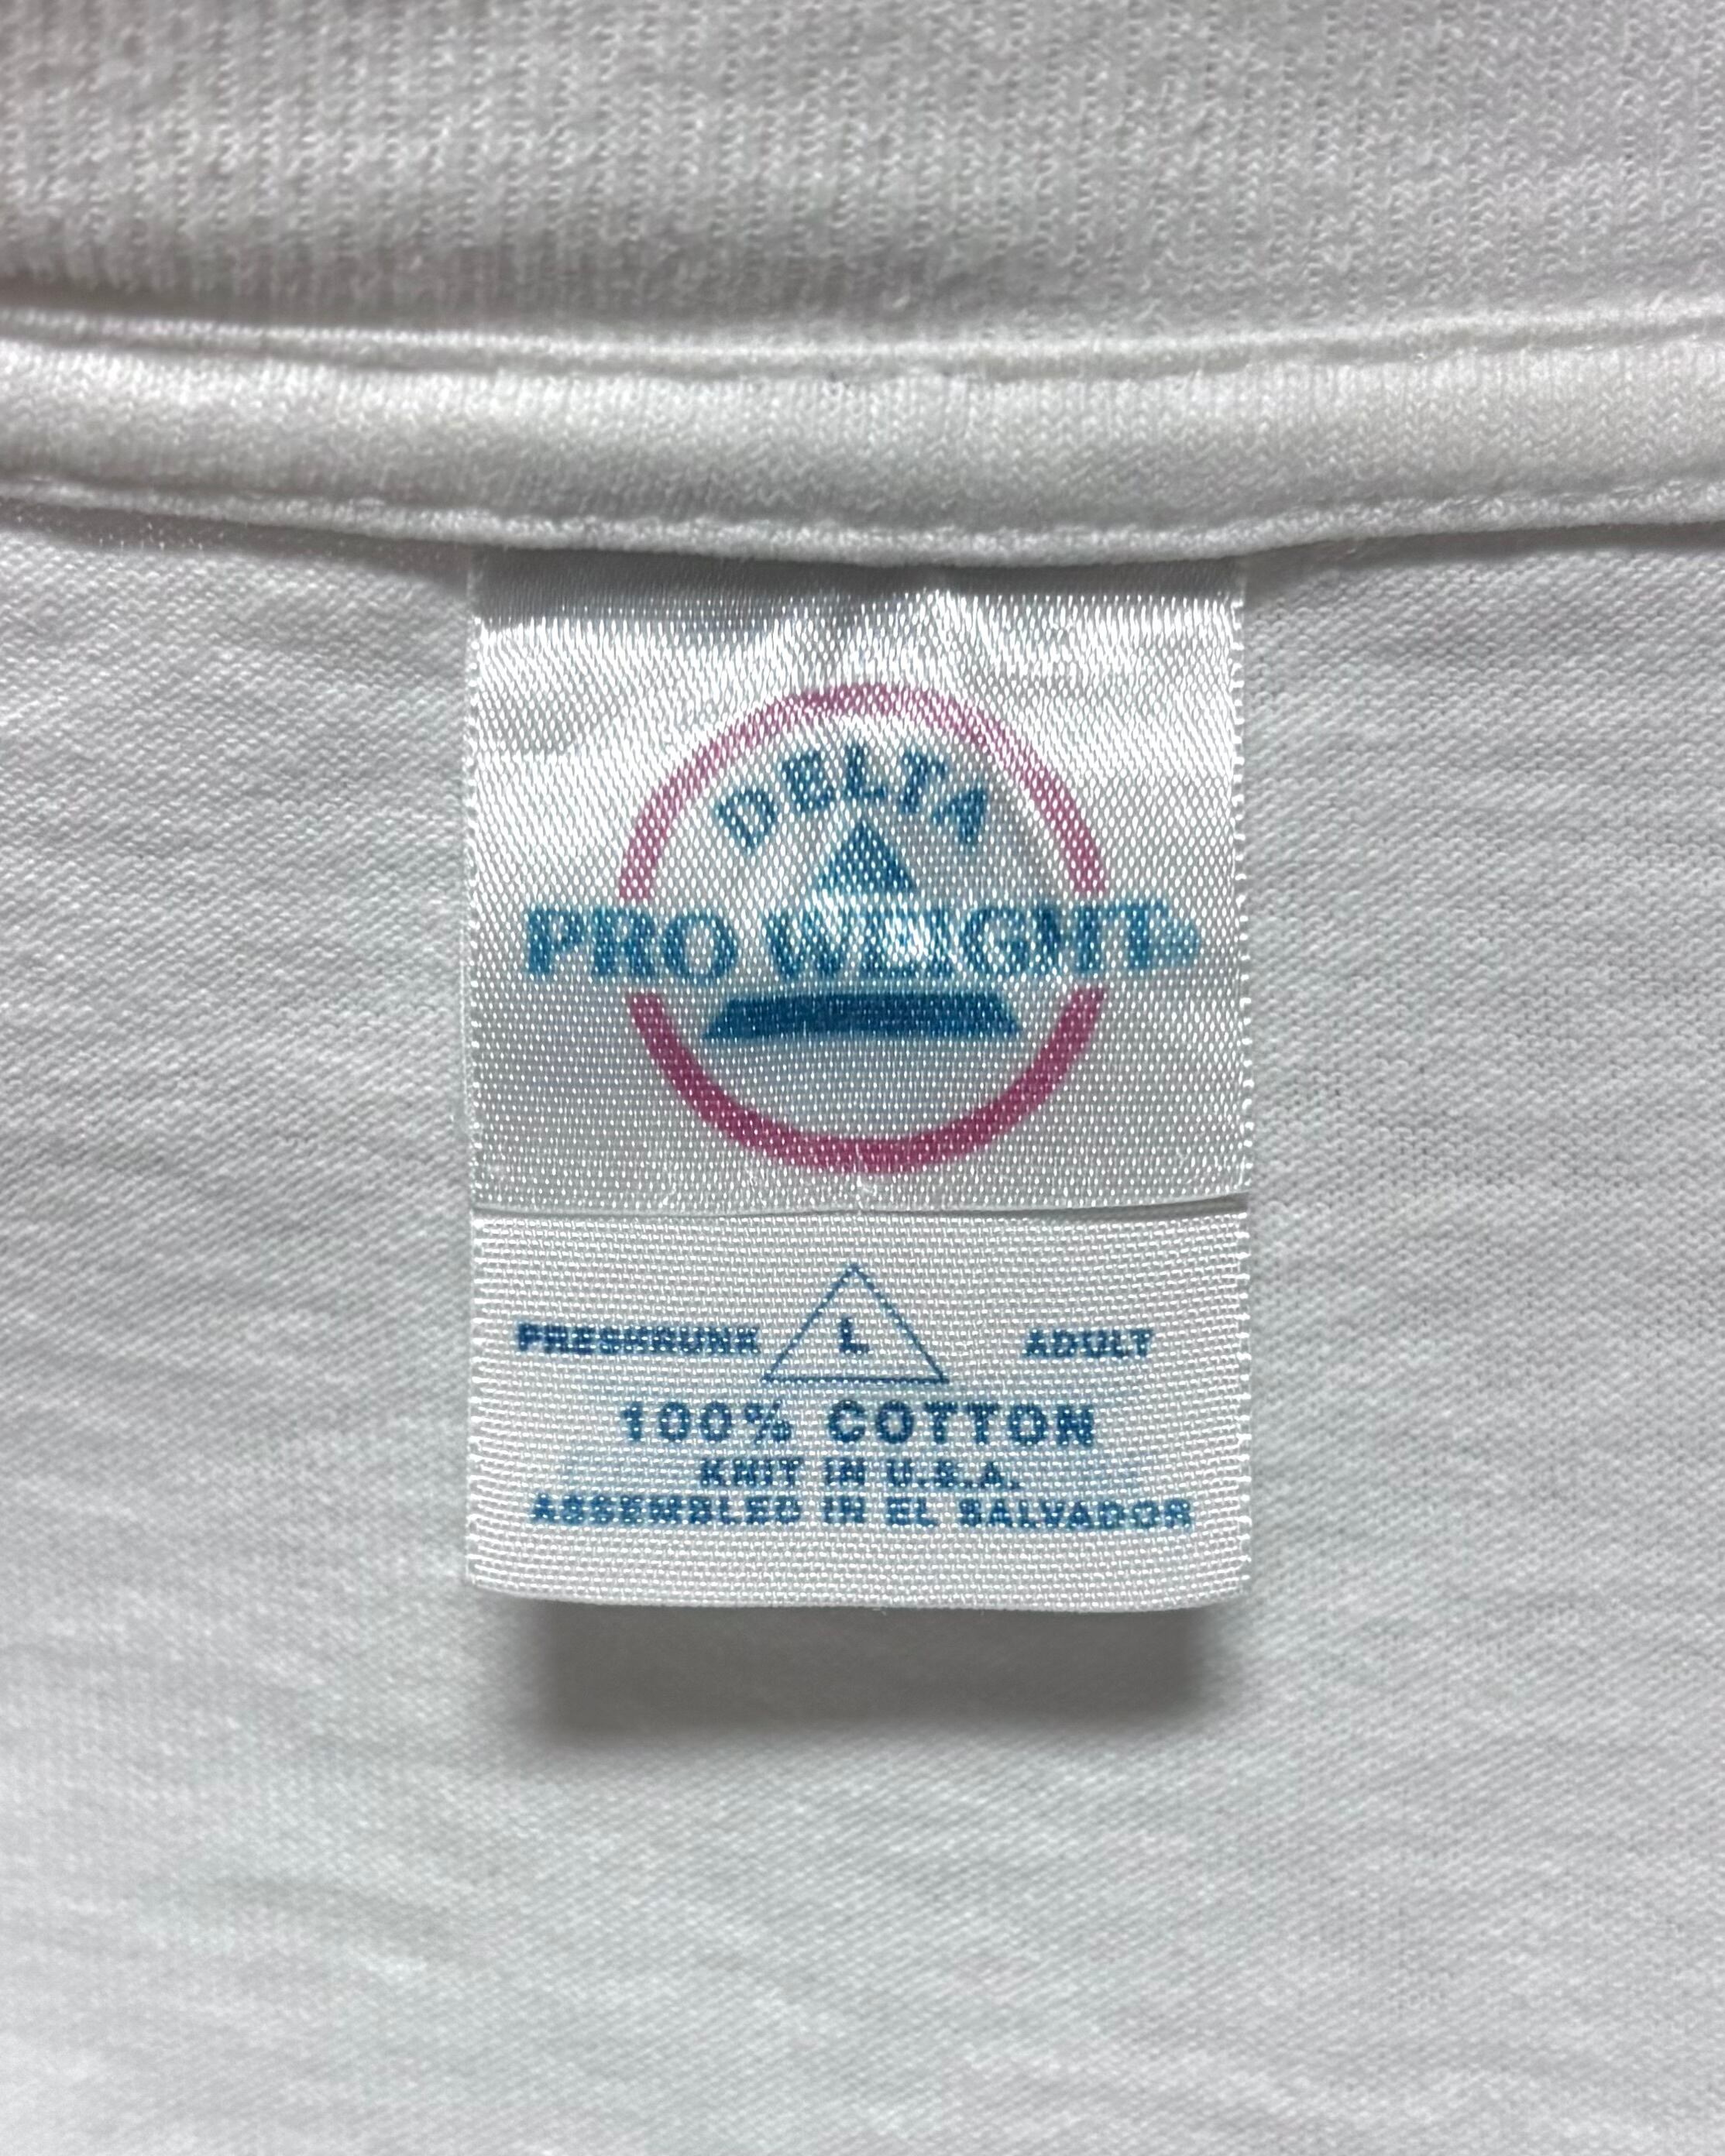 DELTA
PRO WEIGHT®
PRESHRUNK L ADULT
100% COTTON
KNIT IN U.S.A.
ASSEMBLED IN EL SALVADOR